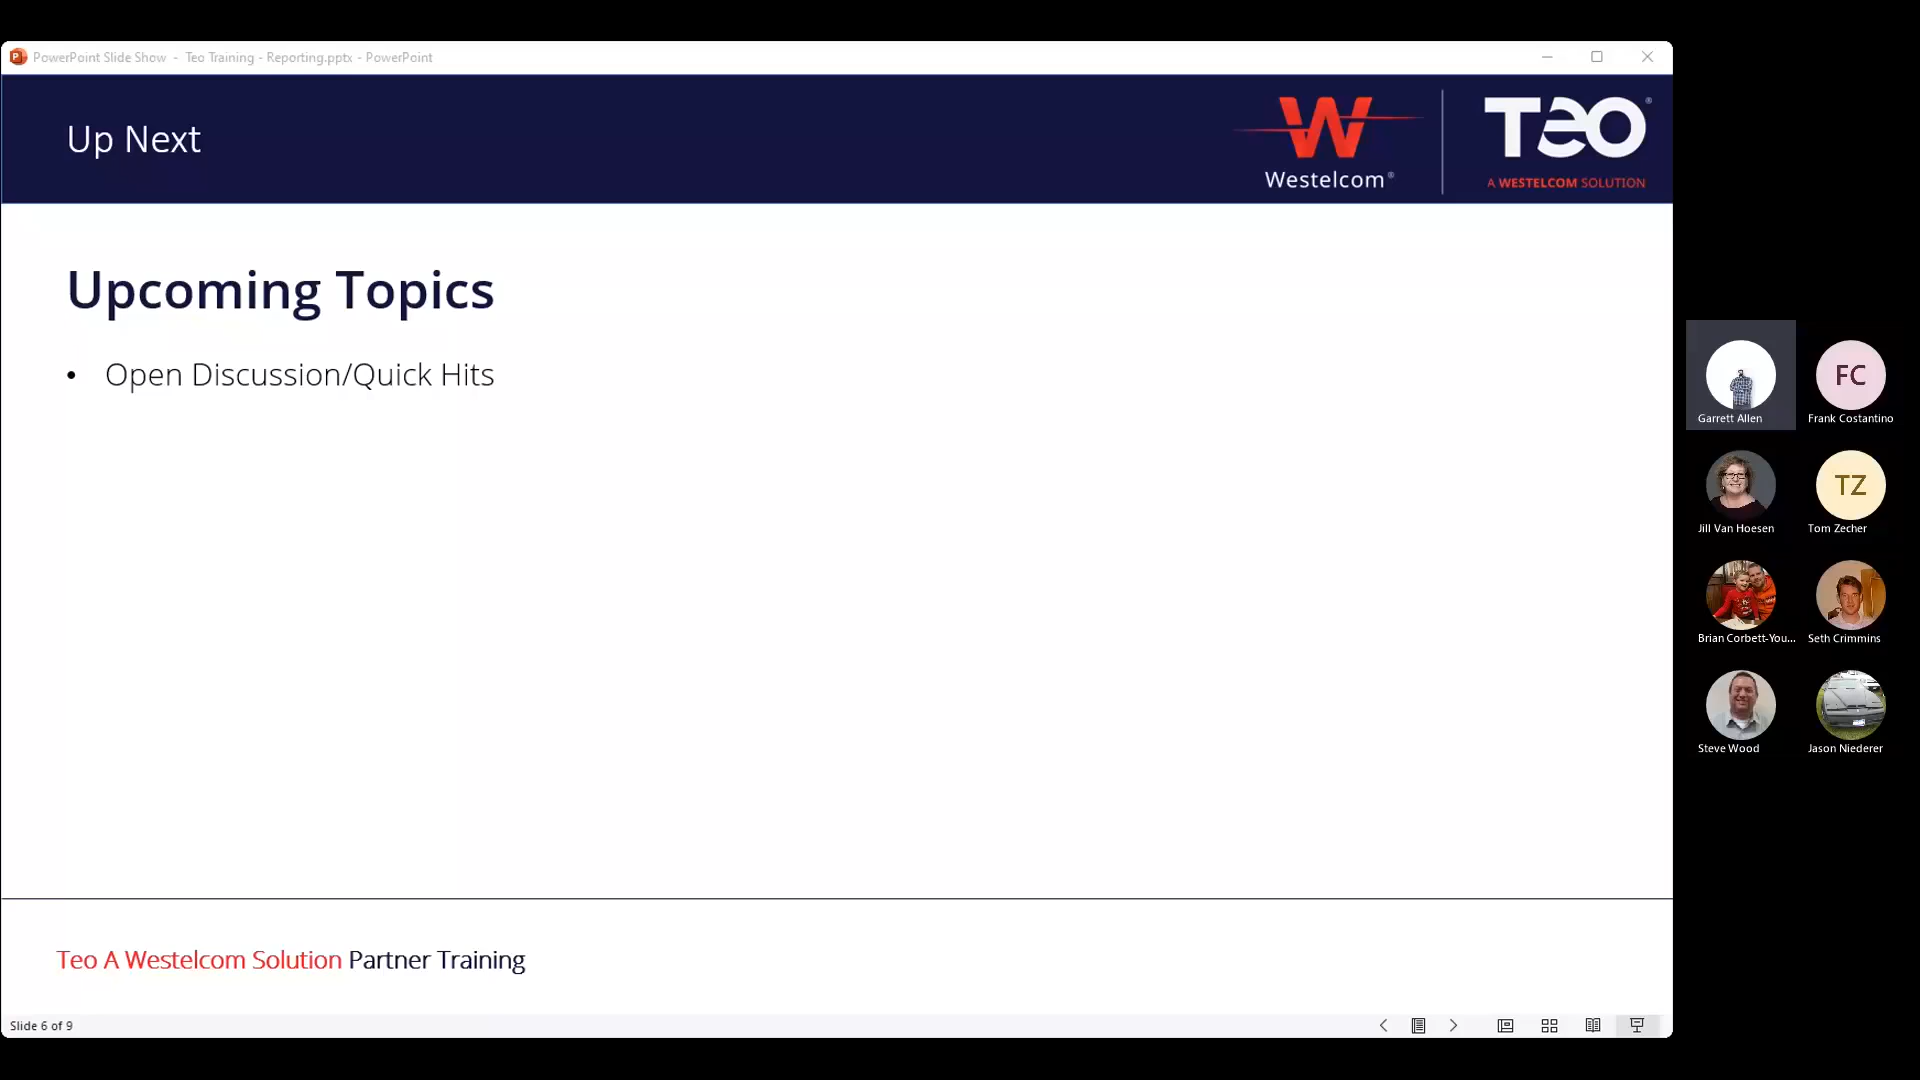 PowerPoint Slide Show - Teo Training - Reporting.pptx - PowerPoint
Up Next
Westelcom®
Teo®
A WESTELCOM SOLUTION
Upcoming Topics
• Open Discussion/Quick Hits
Teo A Westelcom Solution Partner Training
Slide 6 of 9
Garrett Allen
FC
Frank Costantino
Jill Van Hoesen
TZ
Tom Zecher
Brian Corbett-You...
Seth Crimmins
Steve Wood
Jason Niederer